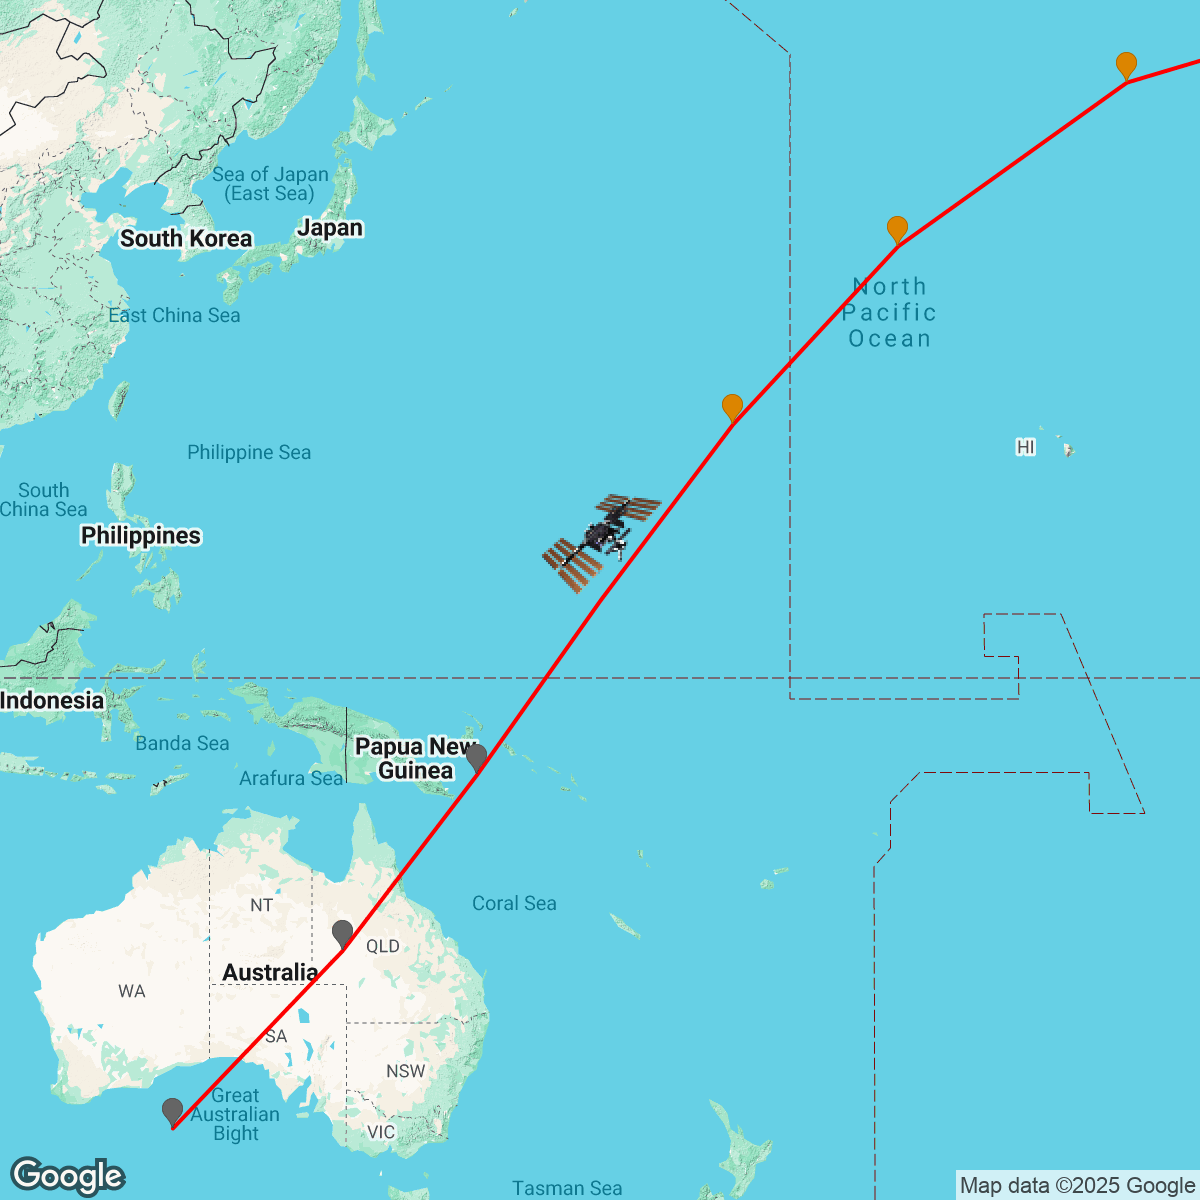 Sea of Japan
(East Sea)
South Korea
Japan
East China Sea
North
Pacific
Ocean
HI
Philippine Sea
South
China Sea
Philippines
Indonesia
Banda Sea
Papua New
Guinea
Arafura Sea
Coral Sea
NT
QLD
Australia
WA
SA
NSW
Great
Australian
Bight
VIC
Tasman Sea
Google
Map data ©2025 Google